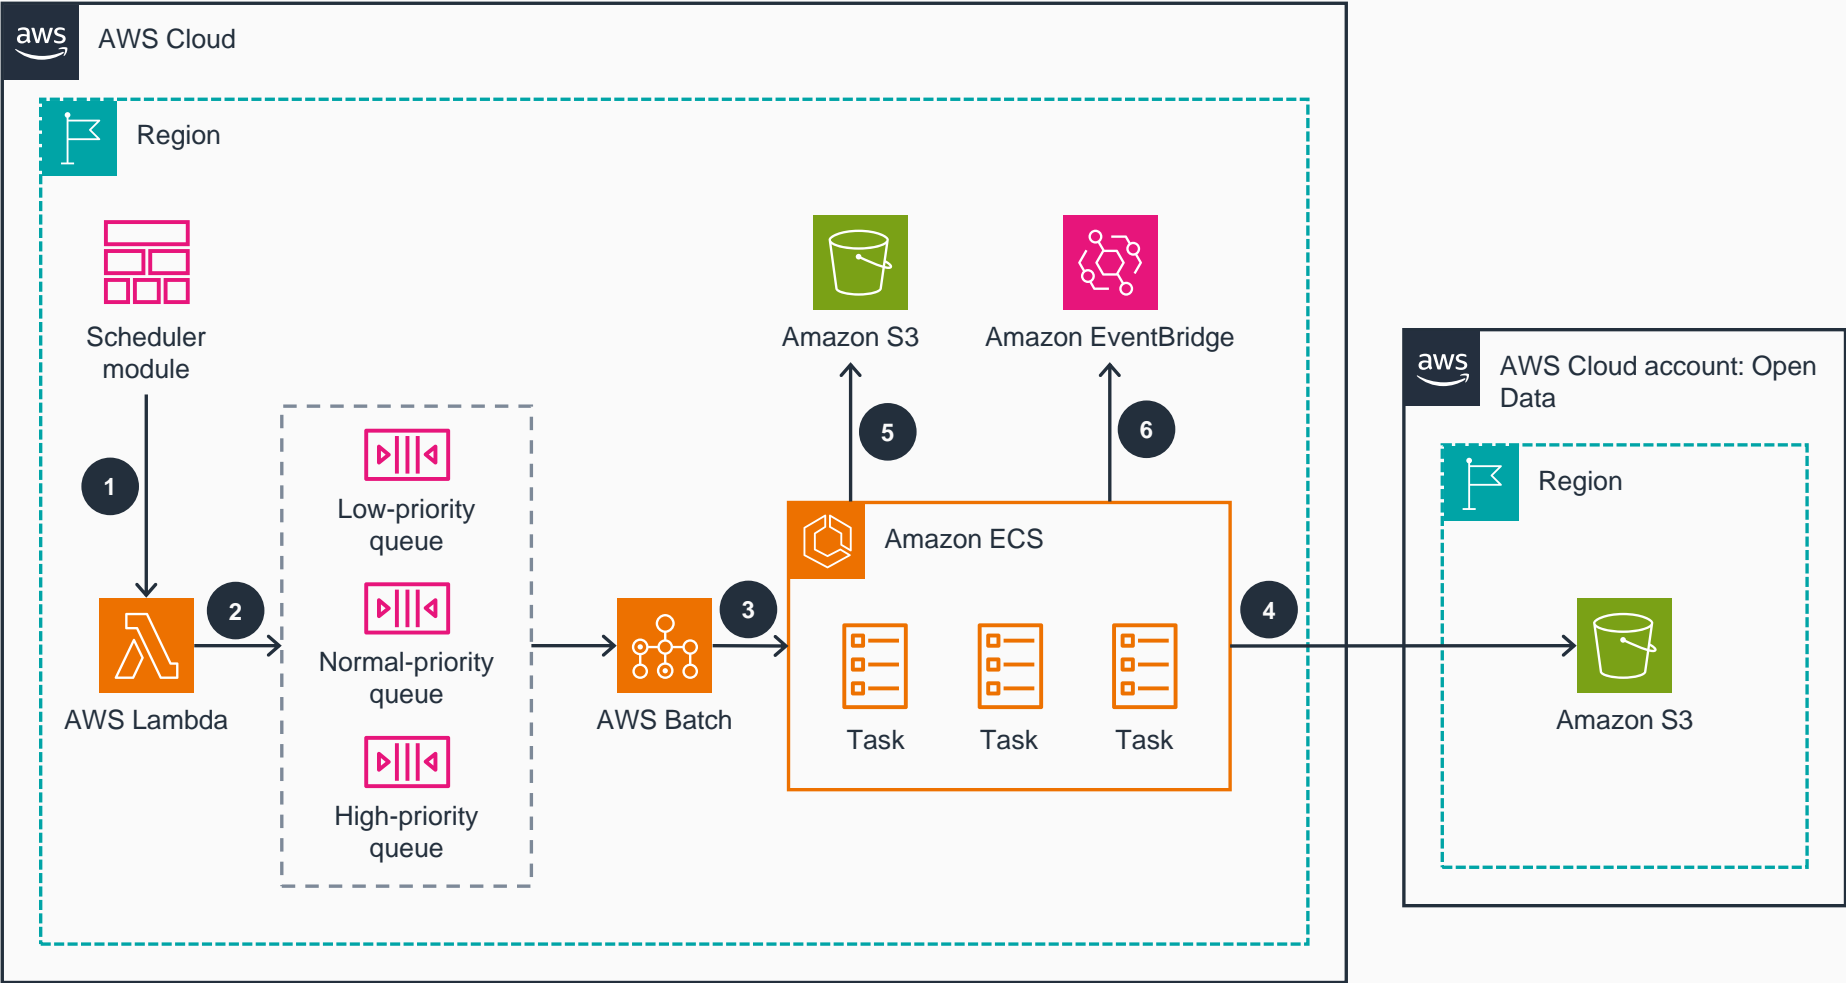 aws
AWS Cloud
Region
Scheduler
module
1
AWS Lambda
2
Low-priority
queue
Normal-priority
queue
High-priority
queue
AWS Batch
3
Amazon S3
5
Amazon EventBridge
6
Amazon ECS
Task
Task
Task
4
aws
AWS Cloud account: Open
Data
Region
Amazon S3